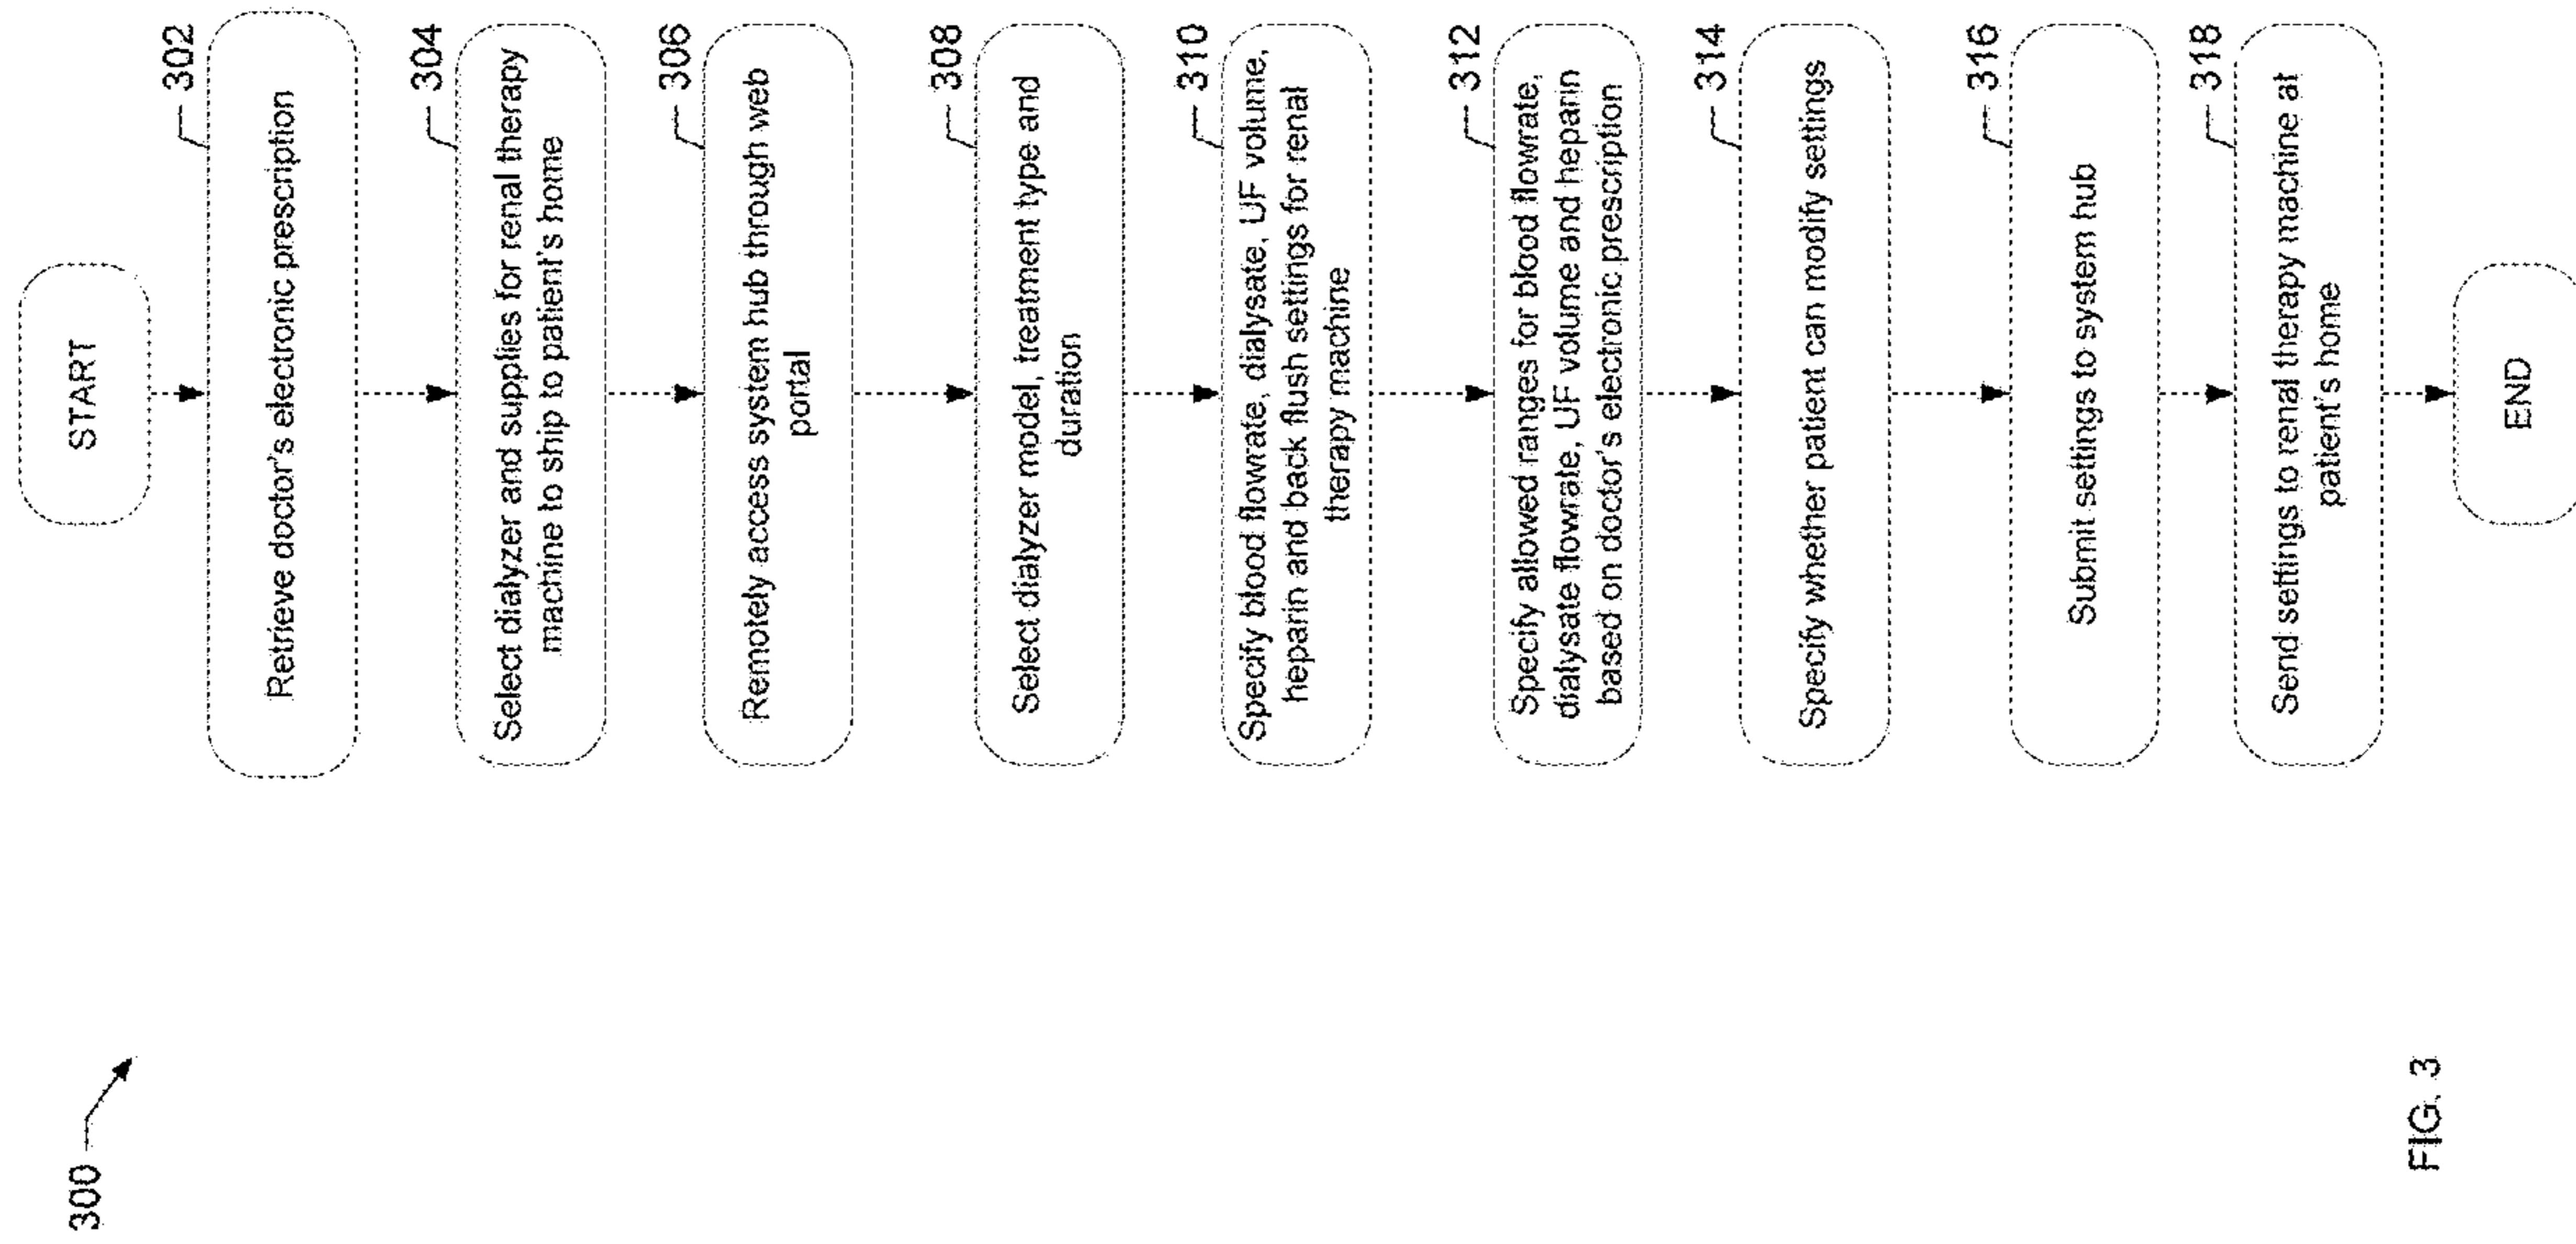 300
START
302
Retrieve doctor's electronic prescription
304
Select dialyzer and supplies for renal therapy
machine to ship to patient's home
306
Remotely access system hub through web
portal
308
Select dialyzer model, treatment type and
duration
310
Specify blood flowrate, dialysate, UF volume,
heparin and back flush settings for renal
therapy machine
312
Specify allowed ranges for blood flowrate,
dialysate flowrate, UF volume and heparin
based on doctor's electronic prescription
314
Specify whether patient can modify settings
316
Submit settings to system hub
318
Send settings to renal therapy machine at
patient's home
END
FIG. 3